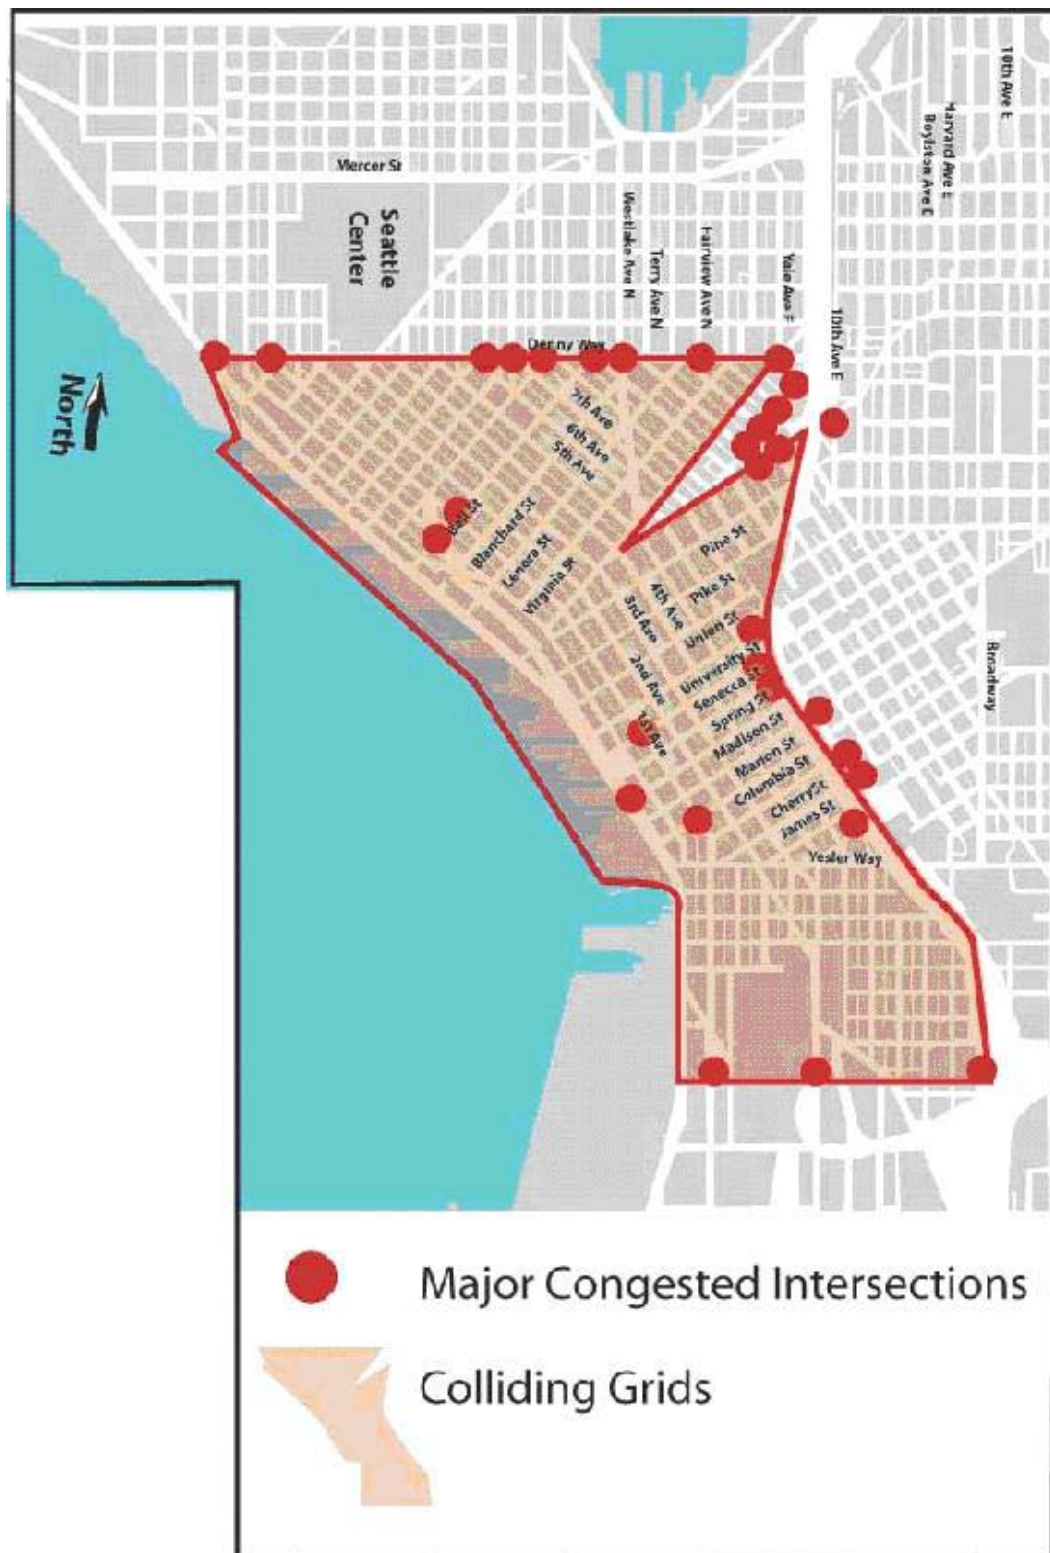 10th Ave E
Harvard Ave E
Boylston Ave E
Mercer St
Seattle
Center
Westlake Ave N
Terry Ave N
Fairview Ave N
Yale Ave E
10th Ave E
Denny Way
North
7th Ave
6th Ave
5th Ave
Bell St
Blanchard St
Lenora St
Virginia St
Pine St
Pike St
4th Ave
3rd Ave
Union St
2nd Ave
University St
Senecca St
Spring St
1st Ave
Madison St
Marion St
Columbia St
Cherry St
James St
Yesler Way
Broadway
Major Congested Intersections
Colliding Grids